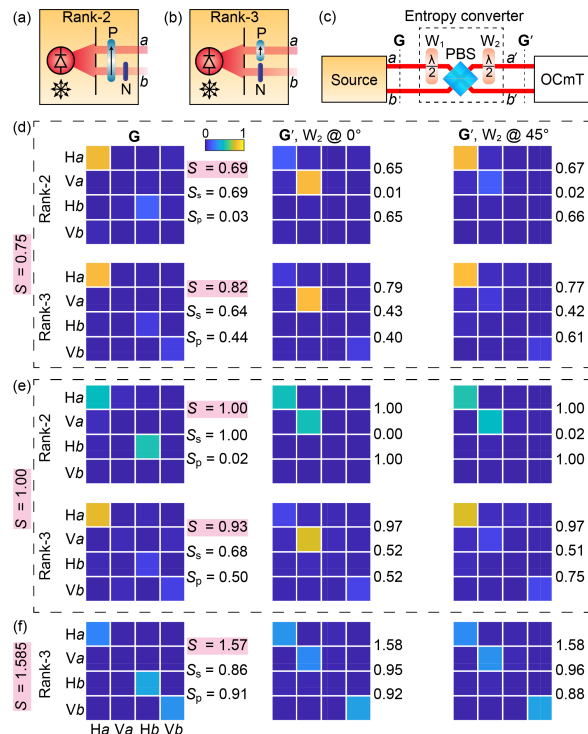 (a) Rank-2
P
a
b
N
(b) Rank-3
P
a
b
N
(c) Entropy converter
G W₁ PBS W₂ G′
a λ/2 λ/2 a′
Source OCmT
b b′
(d) G 0 1 G′, W₂ @ 0° G′, W₂ @ 45°
S = 0.75
Rank-2
Ha S = 0.69 0.65 0.67
Va Sₛ = 0.69 0.01 0.02
Hb Sₚ = 0.03 0.65 0.66
Vb
Rank-3
Ha S = 0.82 0.79 0.77
Va Sₛ = 0.64 0.43 0.42
Hb Sₚ = 0.44 0.40 0.61
Vb
(e)
S = 1.00
Rank-2
Ha S = 1.00 1.00 1.00
Va Sₛ = 1.00 0.00 0.02
Hb Sₚ = 0.02 1.00 1.00
Vb
Rank-3
Ha S = 0.93 0.97 0.97
Va Sₛ = 0.68 0.52 0.51
Hb Sₚ = 0.50 0.52 0.75
Vb
(f)
S = 1.585
Rank-3
Ha S = 1.57 1.58 1.58
Va Sₛ = 0.86 0.95 0.96
Hb Sₚ = 0.91 0.92 0.88
Vb
Ha Va Hb Vb